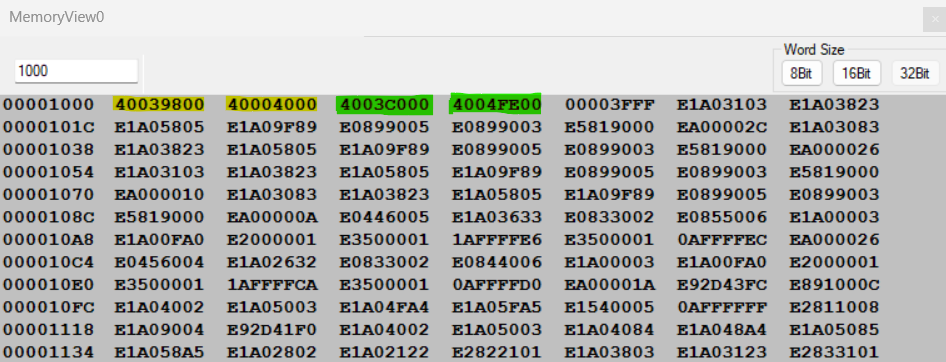 MemoryView0
×
Word Size
1000
8Bit 16Bit 32Bit
00001000 40039800 40004000 4003C000 4004FE00 00003FFF E1A03103 E1A03823
0000101C E1A05805 E1A09F89 E0899005 E0899003 E5819000 EA00002C E1A03083
00001038 E1A03823 E1A05805 E1A09F89 E0899005 E0899003 E5819000 EA000026
00001054 E1A03103 E1A03823 E1A05805 E1A09F89 E0899005 E0899003 E5819000
00001070 EA000010 E1A03083 E1A03823 E1A05805 E1A09F89 E0899005 E0899003
0000108C E5819000 EA00000A E0446005 E1A03633 E0833002 E0855006 E1A00003
000010A8 E1A00FA0 E2000001 E3500001 1AFFFFE6 E3500001 0AFFFFEC EA000026
000010C4 E0456004 E1A02632 E0833002 E0844006 E1A00003 E1A00FA0 E2000001
000010E0 E3500001 1AFFFFCA E3500001 0AFFFFD0 EA00001A E92D43FC E891000C
000010FC E1A04002 E1A05003 E1A04FA4 E1A05FA5 E1540005 0AFFFFFF E2811008
00001118 E1A09004 E92D41F0 E1A04002 E1A05003 E1A04084 E1A048A4 E1A05085
00001134 E1A058A5 E1A02802 E1A02122 E2822101 E1A03803 E1A03123 E2833101